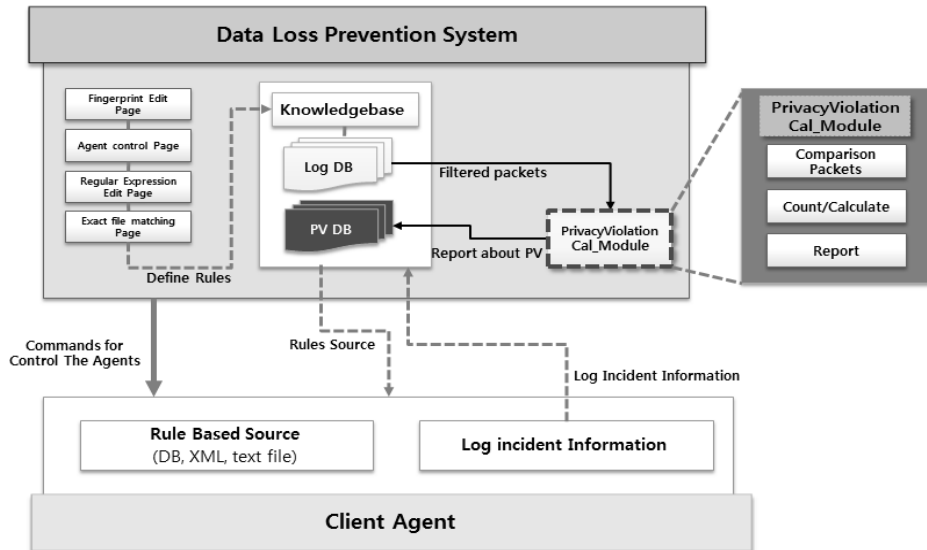 Data Loss Prevention System
Fingerprint Edit
Page
Agent control Page
Regular Expression
Edit Page
Exact file matching
Page
Define Rules
Knowledgebase
Log DB
PV DB
Filtered packets
Report about PV
PrivacyViolation
Cal_Module
PrivacyViolation
Cal_Module
Comparison
Packets
Count/Calculate
Report
Commands for
Control The Agents
Rules Source
Log Incident Information
Rule Based Source
(DB, XML, text file)
Log incident Information
Client Agent